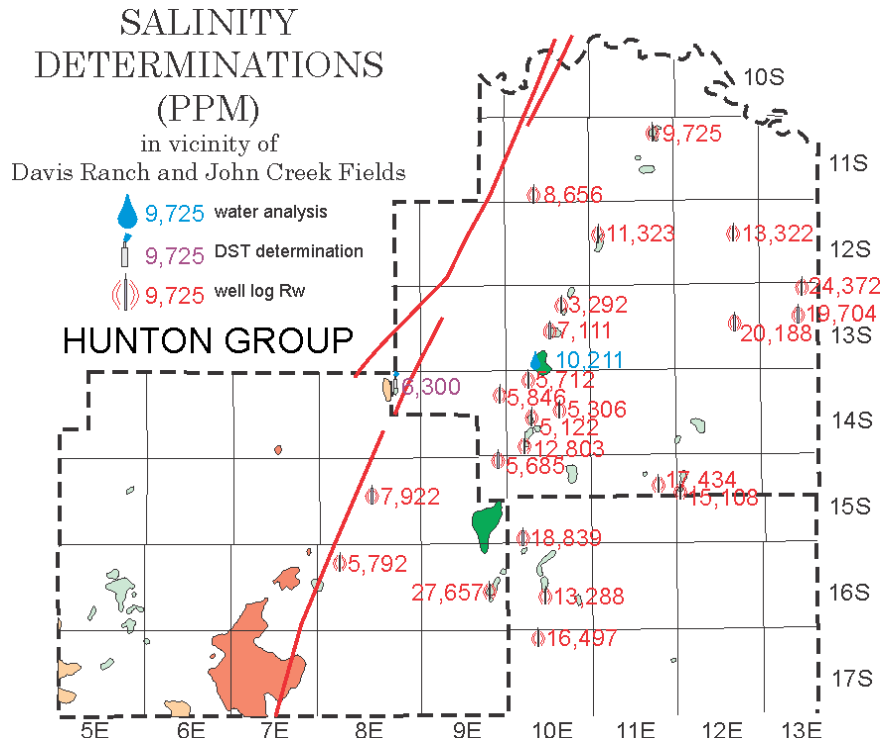 SALINITY
DETERMINATIONS
(PPM)
in vicinity of
Davis Ranch and John Creek Fields
9,725 water analysis
9,725 DST determination
9,725 well log Rw
HUNTON GROUP
10S
9,725
11S
8,656
11,323
13,322
12S
24,372
3,292
19,704
7,111
20,188
13S
10,211
6,300
5,712
5,846
5,306
5,122
14S
12,803
5,685
17,434
7,922
15,108
15S
18,839
5,792
27,657
13,288
16S
16,497
17S
5E 6E 7E 8E 9E 10E 11E 12E 13E